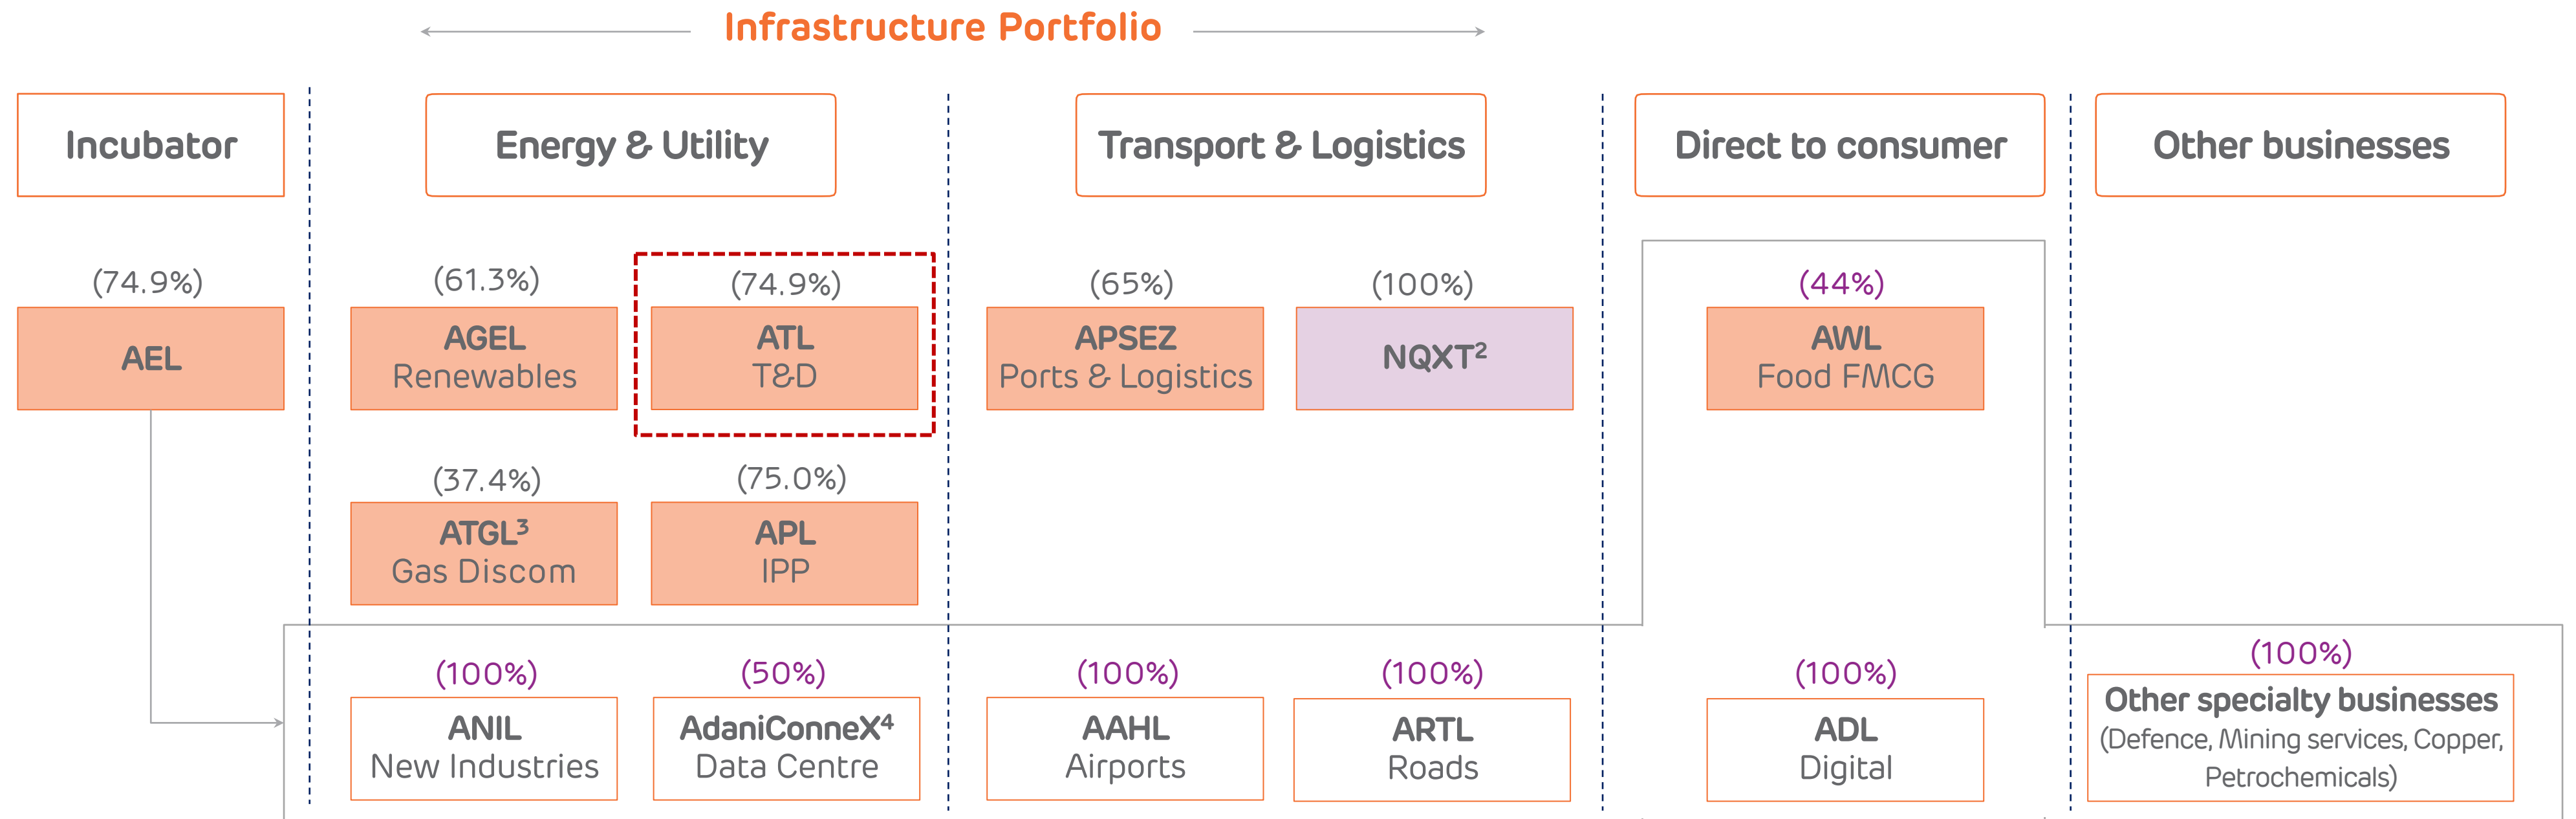 Infrastructure Portfolio
Incubator
Energy & Utility
Transport & Logistics
Direct to consumer
Other businesses
(74.9%)
AEL
(61.3%)
AGEL
Renewables
(74.9%)
ATL
T&D
(65%)
APSEZ
Ports & Logistics
(100%)
NQXT²
(44%)
AWL
Food FMCG
(37.4%)
ATGL³
Gas Discom
(75.0%)
APL
IPP
(100%)
ANIL
New Industries
(50%)
AdaniConneX⁴
Data Centre
(100%)
AAHL
Airports
(100%)
ARTL
Roads
(100%)
ADL
Digital
(100%)
Other specialty businesses
(Defence, Mining services, Copper,
Petrochemicals)